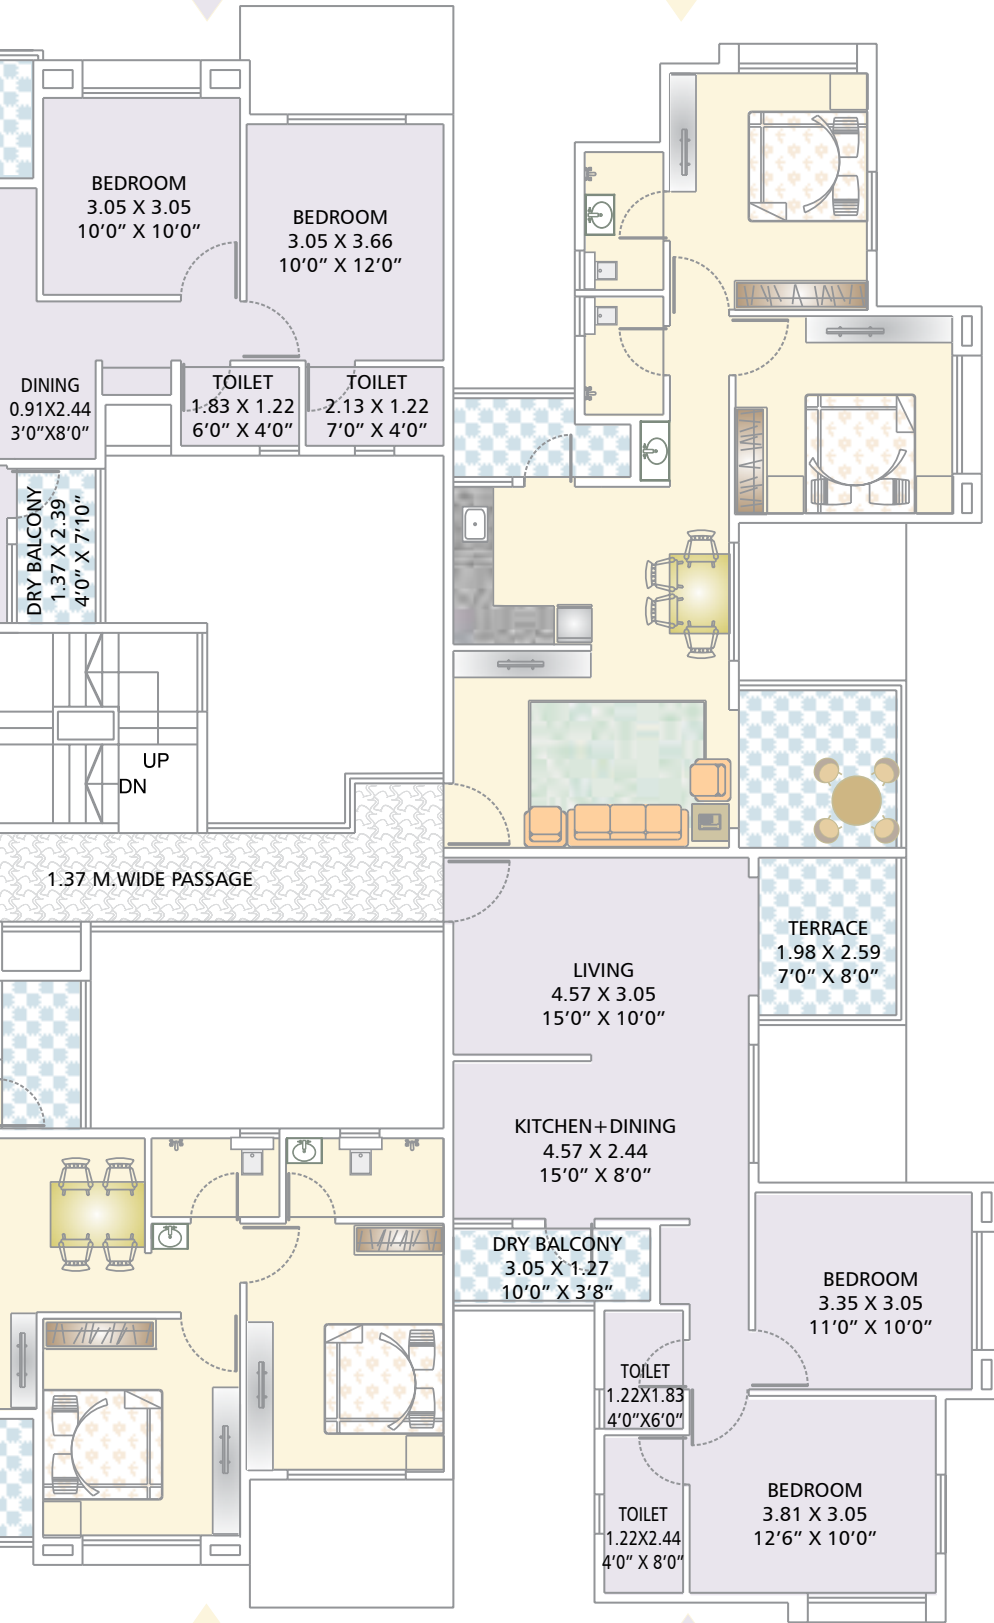 BEDROOM
3.05 X 3.05
10'0" X 10'0"
BEDROOM
3.05 X 3.66
10'0" X 12'0"
DINING
0.91X2.44
3'0"X8'0"
TOILET
1.83 X 1.22
6'0" X 4'0"
TOILET
2.13 X 1.22
7'0" X 4'0"
DRY BALCONY
1.37 X 2.39
4'0" X 7'10"
UP
DN
1.37 M.WIDE PASSAGE
TERRACE
1.98 X 2.59
7'0" X 8'0"
LIVING
4.57 X 3.05
15'0" X 10'0"
KITCHEN+DINING
4.57 X 2.44
15'0" X 8'0"
DRY BALCONY
3.05 X 1.27
10'0" X 3'8"
BEDROOM
3.35 X 3.05
11'0" X 10'0"
TOILET
1.22X1.83
4'0"X6'0"
BEDROOM
3.81 X 3.05
12'6" X 10'0"
TOILET
1.22X2.44
4'0" X 8'0"